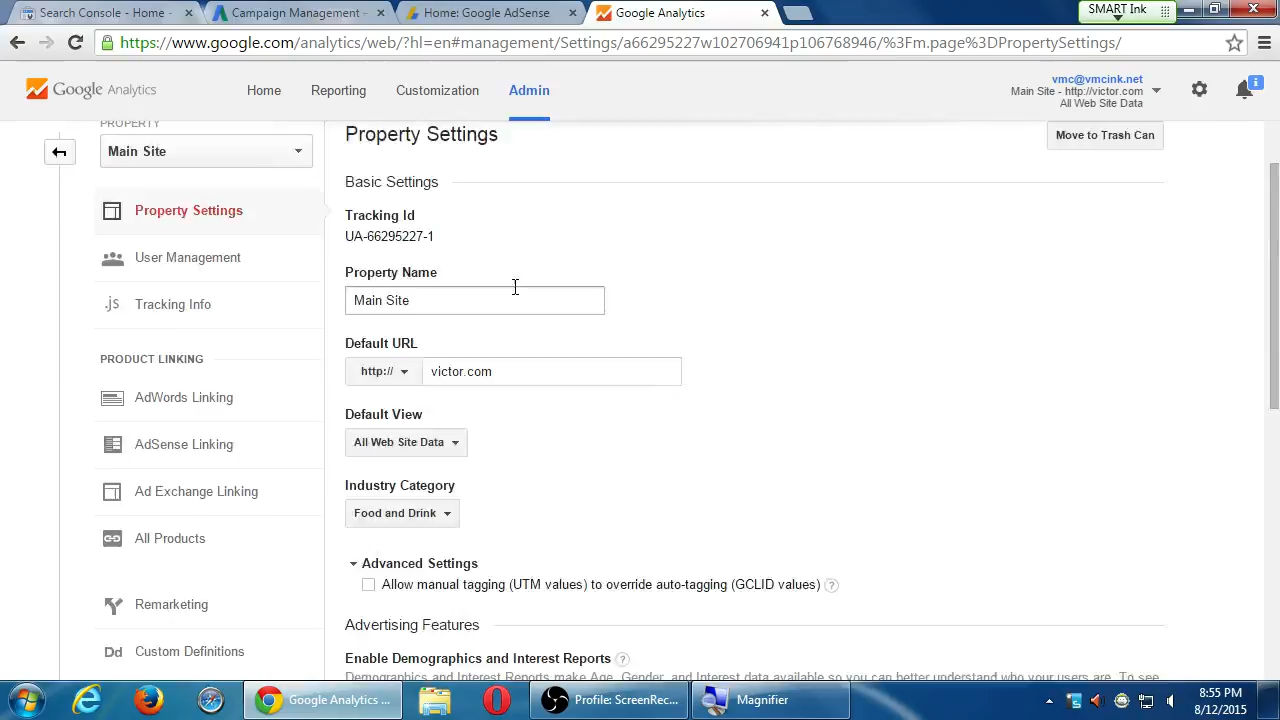 Search Console - Home -
Campaign Management -
Home: Google AdSense
Google Analytics
SMART Ink
https://www.google.com/analytics/web/?hl=en#management/Settings/a66295227w102706941p106768946/%3Fm.page%3DPropertySettings/
Google Analytics
Home
Reporting
Customization
Admin
vmc@vmcink.net
Main Site - http://victor.com
All Web Site Data
PROPERTY
Main Site
Property Settings
User Management
.js Tracking Info
PRODUCT LINKING
AdWords Linking
AdSense Linking
Ad Exchange Linking
All Products
Remarketing
Dd Custom Definitions
Property Settings
Move to Trash Can
Basic Settings
Tracking Id
UA-66295227-1
Property Name
Main Site
Default URL
http:// victor.com
Default View
All Web Site Data
Industry Category
Food and Drink
Advanced Settings
Allow manual tagging (UTM values) to override auto-tagging (GCLID values) ?
Advertising Features
Enable Demographics and Interest Reports ?
Demographics and Interest Reports make Age, Gender, and Interest data available so you can better understand who your users are. To see
Google Analytics ...
Profile: ScreenRec...
Magnifier
8:55 PM
8/12/2015